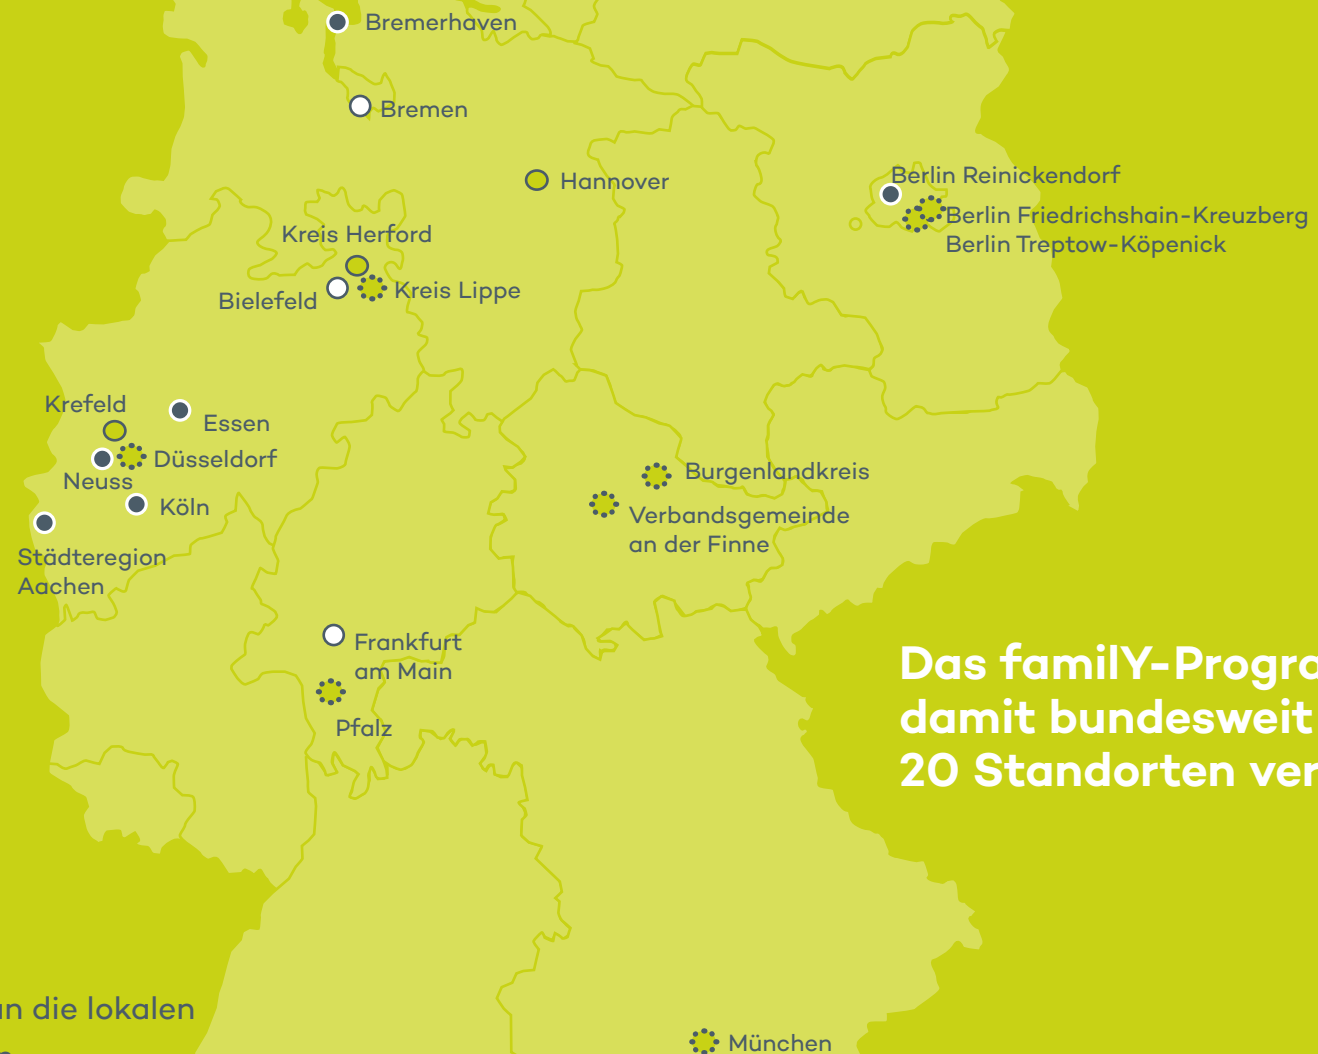 Bremerhaven
Bremen
Hannover
Berlin Reinickendorf
Berlin Friedrichshain-Kreuzberg
Berlin Treptow-Köpenick
Kreis Herford
Kreis Lippe
Bielefeld
Krefeld
Essen
Düsseldorf
Neuss
Köln
Städteregion
Aachen
Burgenlandkreis
Verbandsgemeinde
an der Finne
Frankfurt
am Main
Pfalz
Das familY-Progra
damit bundesweit
20 Standorten ver
die lokalen
München